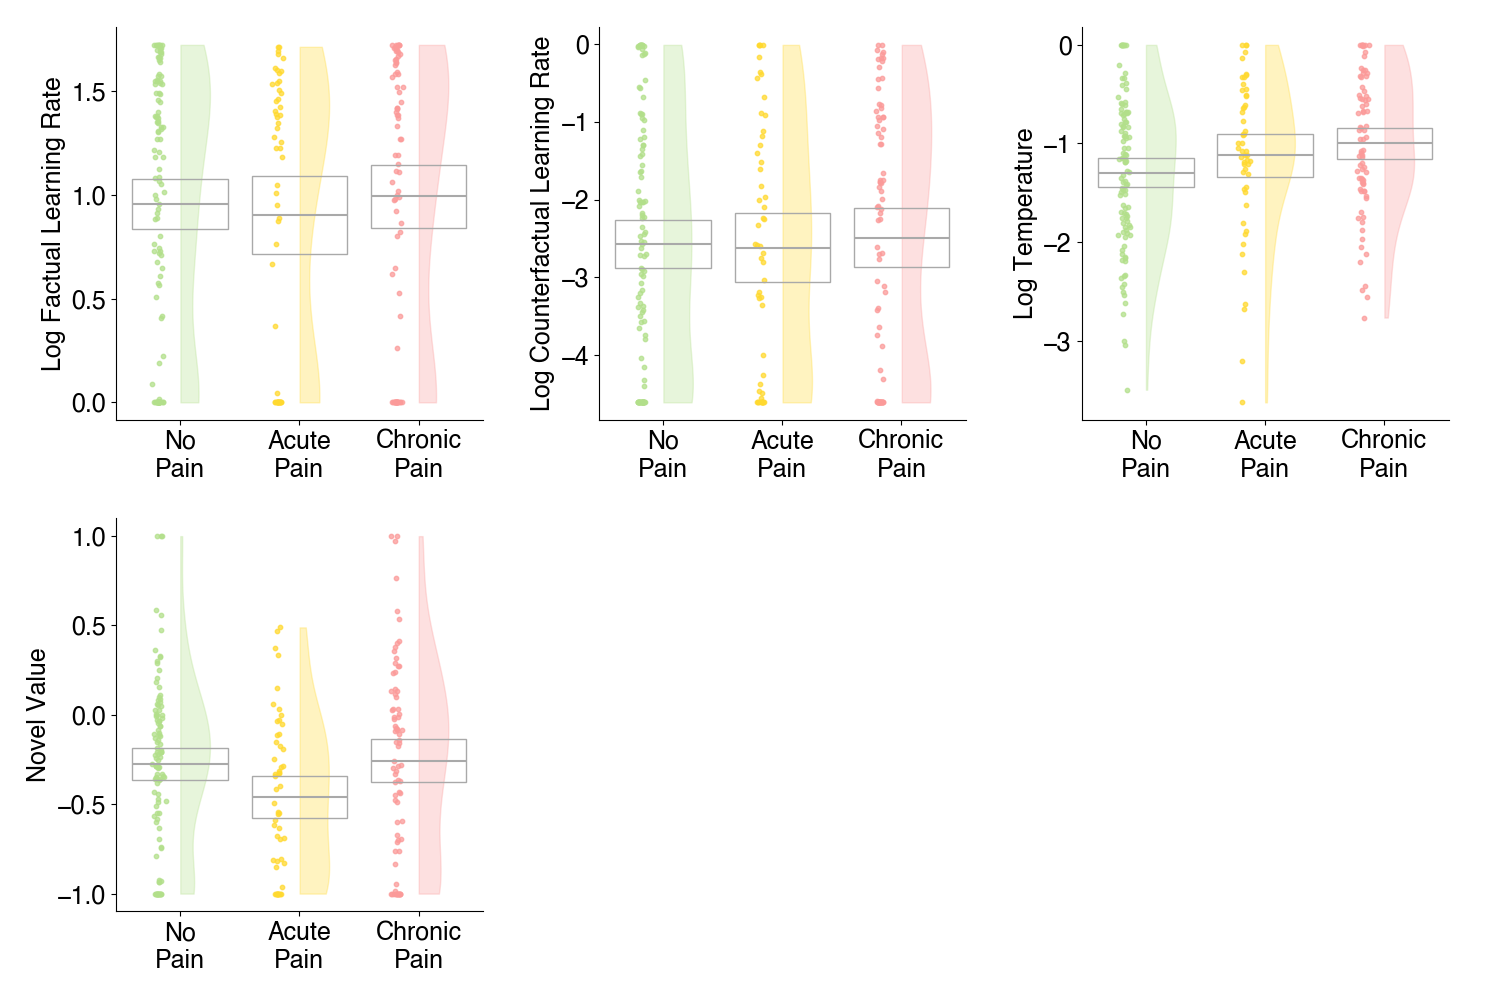 Log Factual Learning Rate
1.5
1.0
0.5
0.0
No
Pain
Acute
Pain
Chronic
Pain
Log Counterfactual Learning Rate
0
−1
−2
−3
−4
No
Pain
Acute
Pain
Chronic
Pain
Log Temperature
0
−1
−2
−3
No
Pain
Acute
Pain
Chronic
Pain
Novel Value
1.0
0.5
0.0
−0.5
−1.0
No
Pain
Acute
Pain
Chronic
Pain